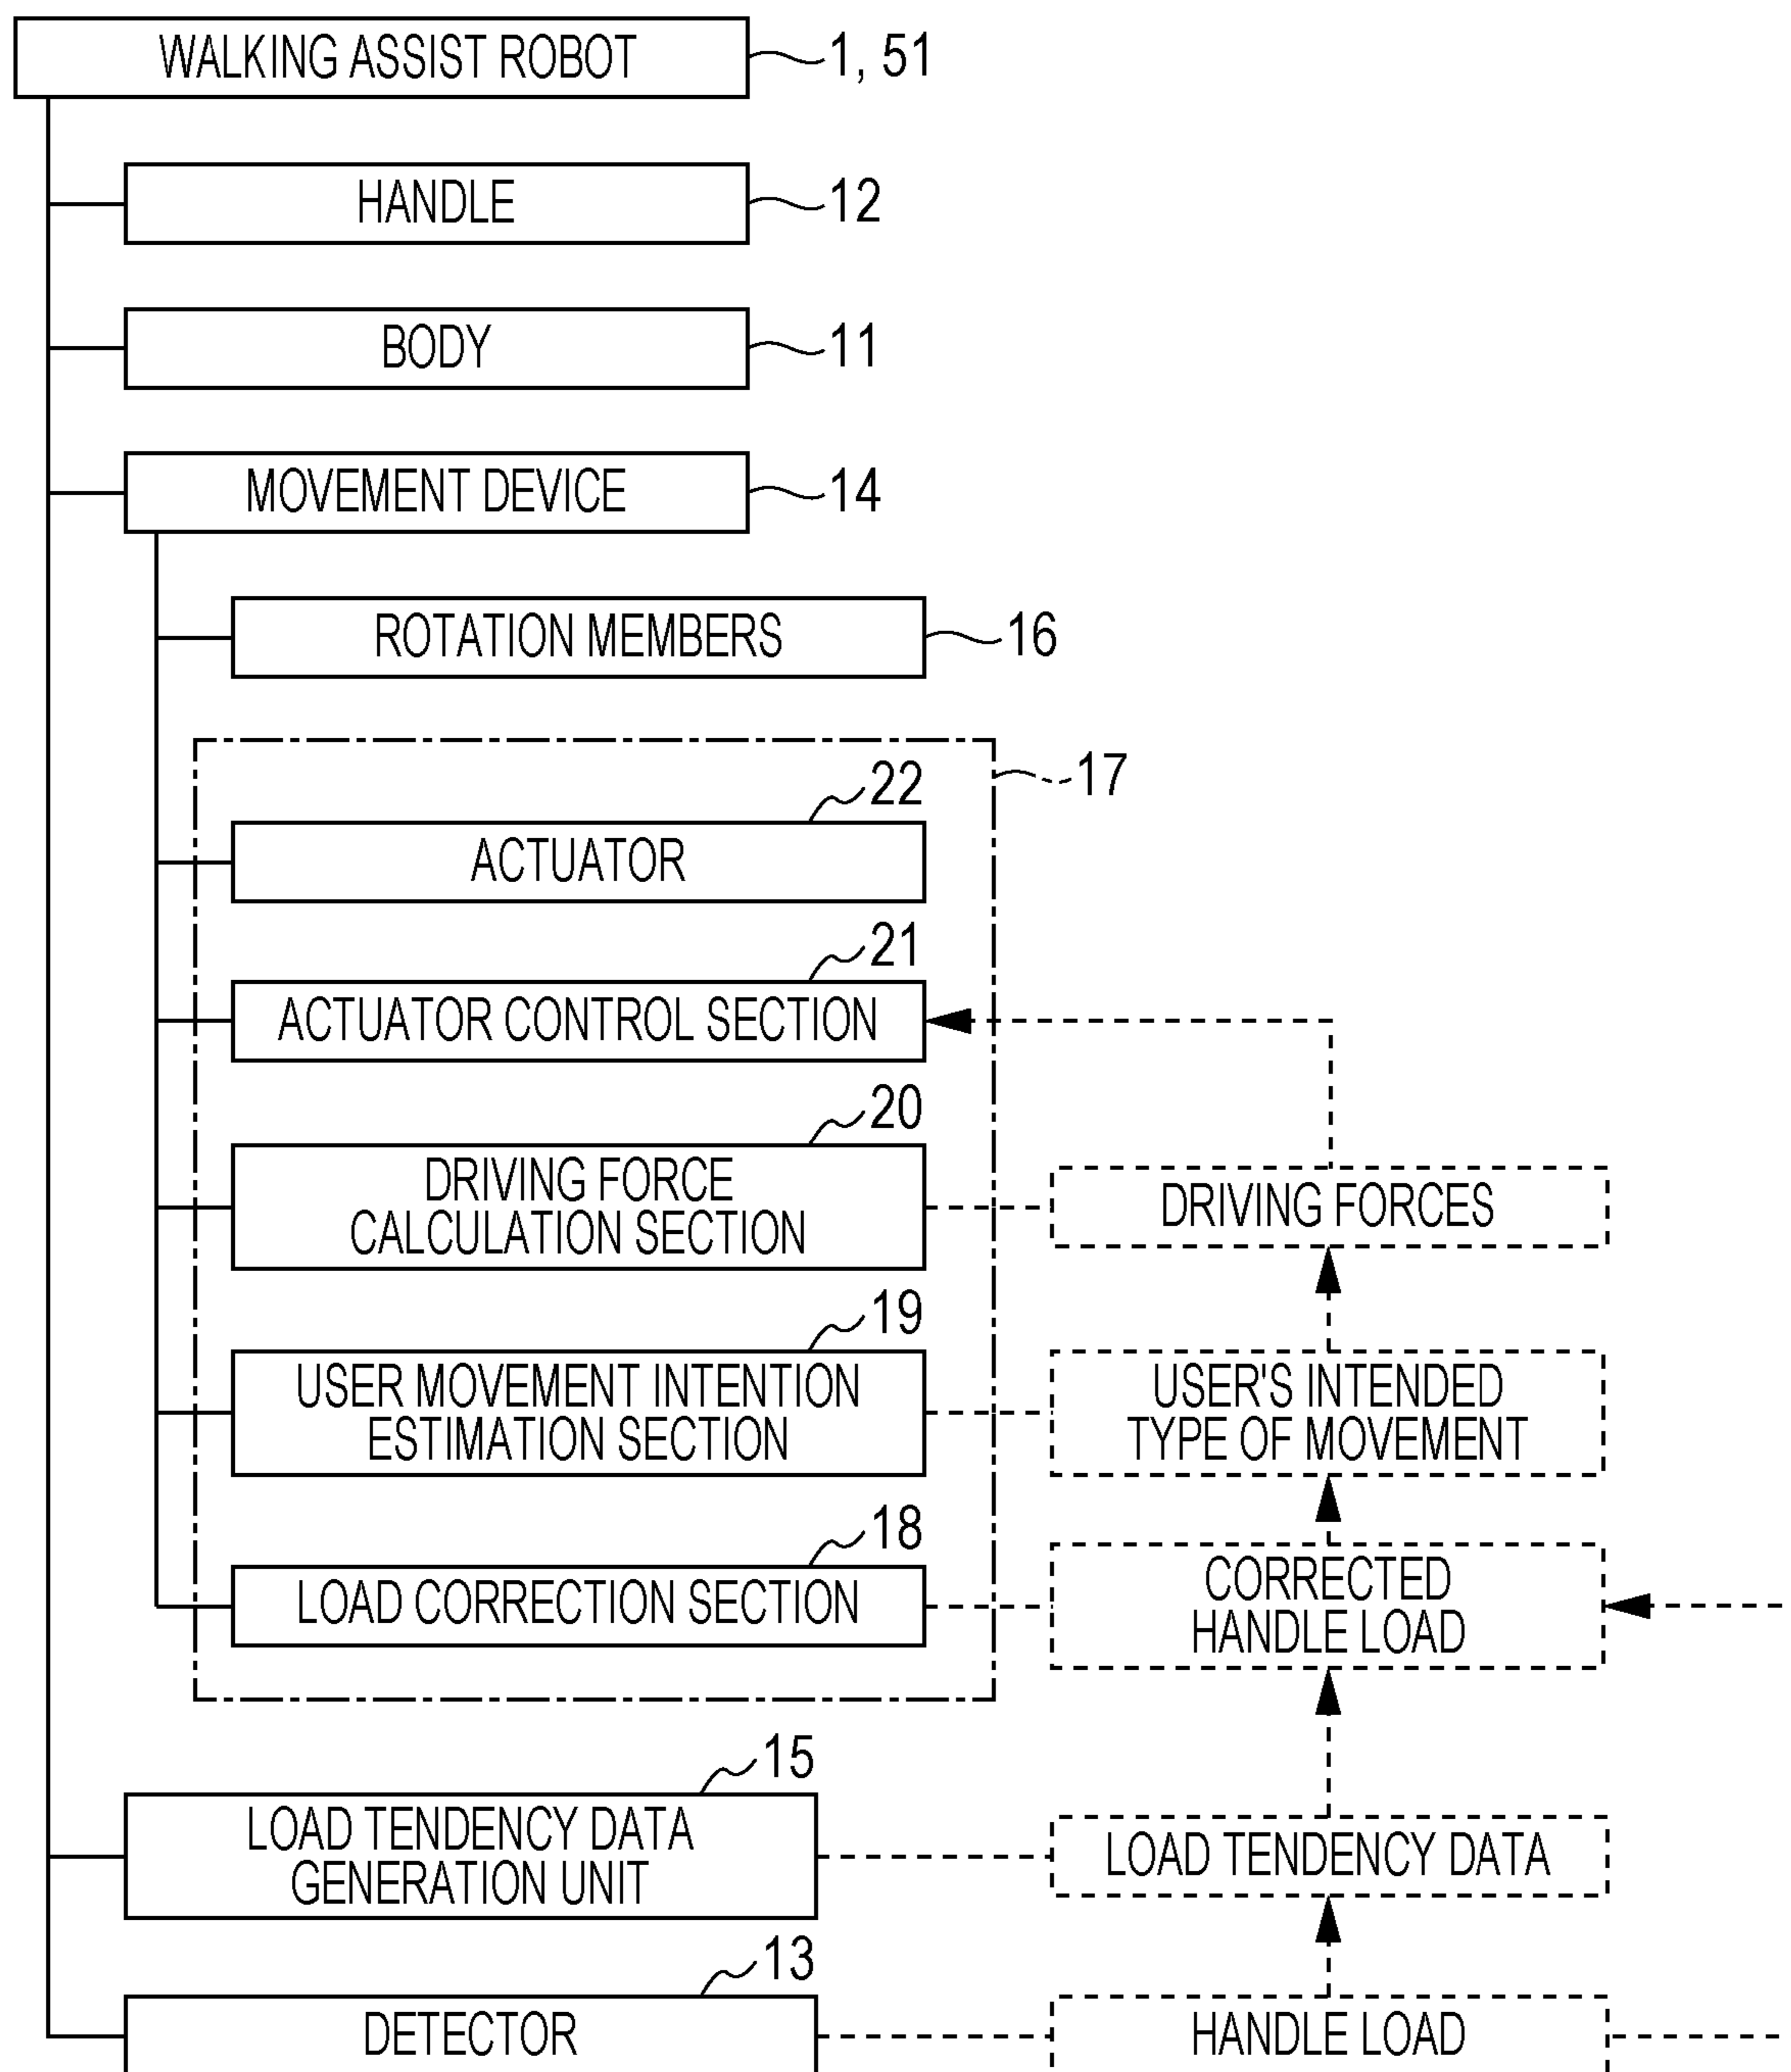 WALKING ASSIST ROBOT
1, 51
HANDLE
12
BODY
11
MOVEMENT DEVICE
14
ROTATION MEMBERS
16
17
22
ACTUATOR
21
ACTUATOR CONTROL SECTION
20
DRIVING FORCE
CALCULATION SECTION
DRIVING FORCES
19
USER MOVEMENT INTENTION
ESTIMATION SECTION
USER'S INTENDED
TYPE OF MOVEMENT
18
LOAD CORRECTION SECTION
CORRECTED
HANDLE LOAD
15
LOAD TENDENCY DATA
GENERATION UNIT
LOAD TENDENCY DATA
13
DETECTOR
HANDLE LOAD